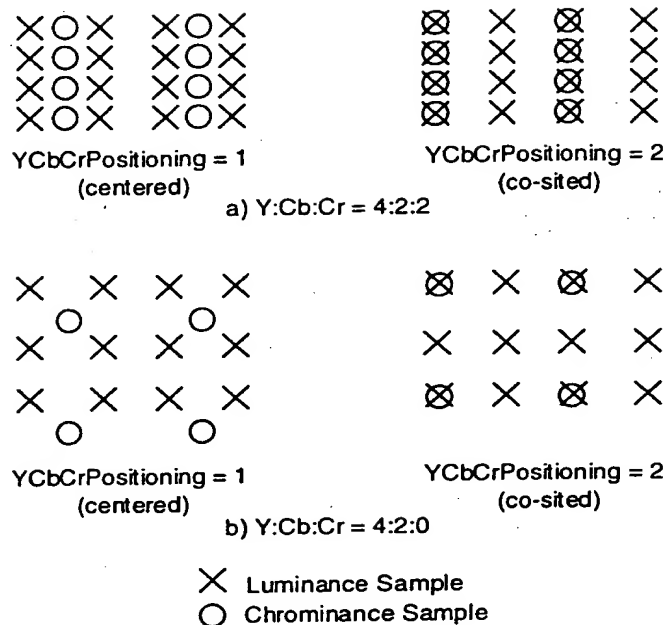 YCbCrPositioning = 1
(centered)
YCbCrPositioning = 2
(co-sited)
a) Y:Cb:Cr = 4:2:2
YCbCrPositioning = 1
(centered)
YCbCrPositioning = 2
(co-sited)
b) Y:Cb:Cr = 4:2:0
Luminance Sample
Chrominance Sample